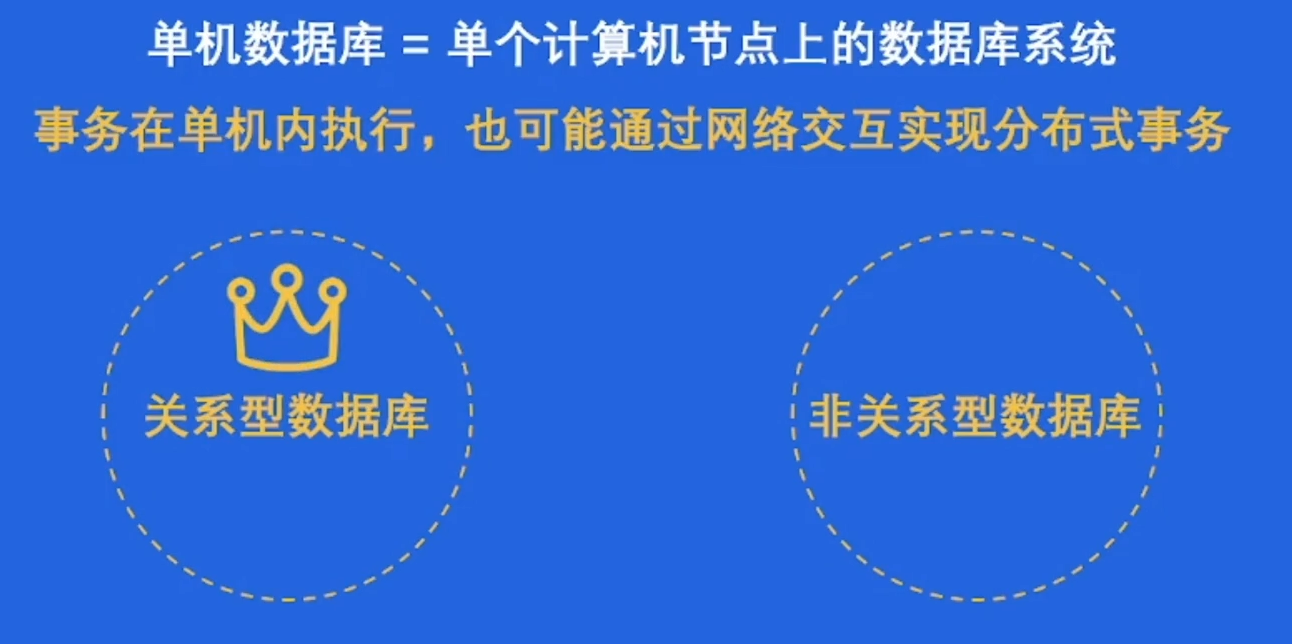 单机数据库 = 单个计算机节点上的数据库系统
事务在单机内执行，也可能通过网络交互实现分布式事务
关系型数据库
非关系型数据库